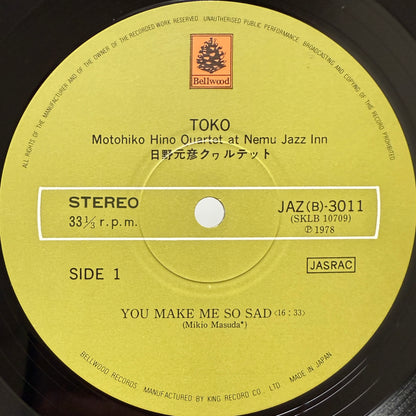 ALL RIGHTS OF THE MANUFACTURER AND OF THE OWNER OF THE RECORDED WORK RESERVED. UNAUTHORISED PUBLIC PERFORMANCE, BROADCASTING AND COPYING OF THIS RECORD PROHIBITED
Bellwood
TOKO
Motohiko Hino Quartet at Nemu Jazz Inn
日野元彦クヮルテット
STEREO
33⅓ r.p.m.
JAZ(B)-3011
(SKLB 10709)
Ⓟ 1978
SIDE 1
JASRAC
YOU MAKE ME SO SAD <16:33>
(Mikio Masuda*)
BELLWOOD RECORDS MANUFACTURED BY KING RECORD CO. LTD. MADE IN JAPAN